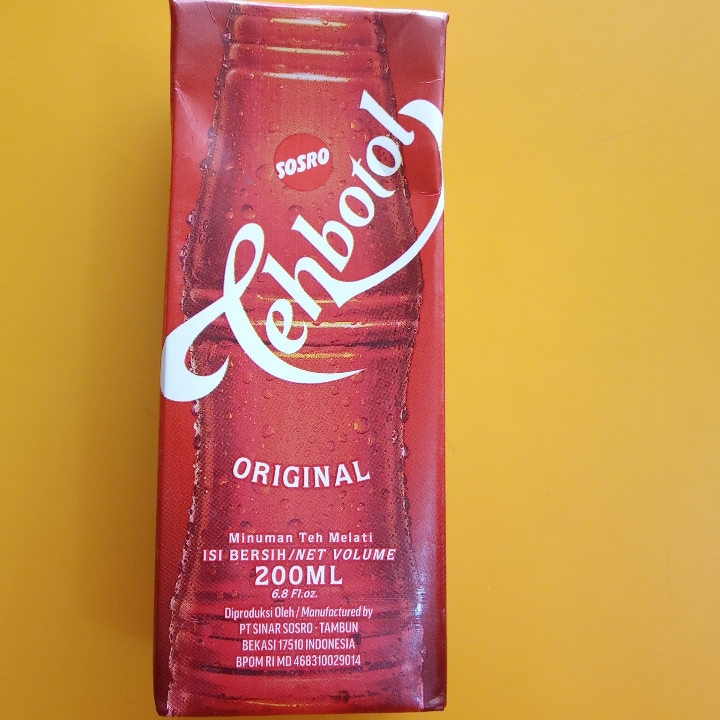 SOSRO
Tehbotol
ORIGINAL
Minuman Teh Melati
ISI BERSIH/NET VOLUME
200ML
6.8 Fl.oz.
Diproduksi Oleh / Manufactured by
PT SINAR SOSRO - TAMBUN
BEKASI 17510 INDONESIA
BPOM RI MD 468310029014